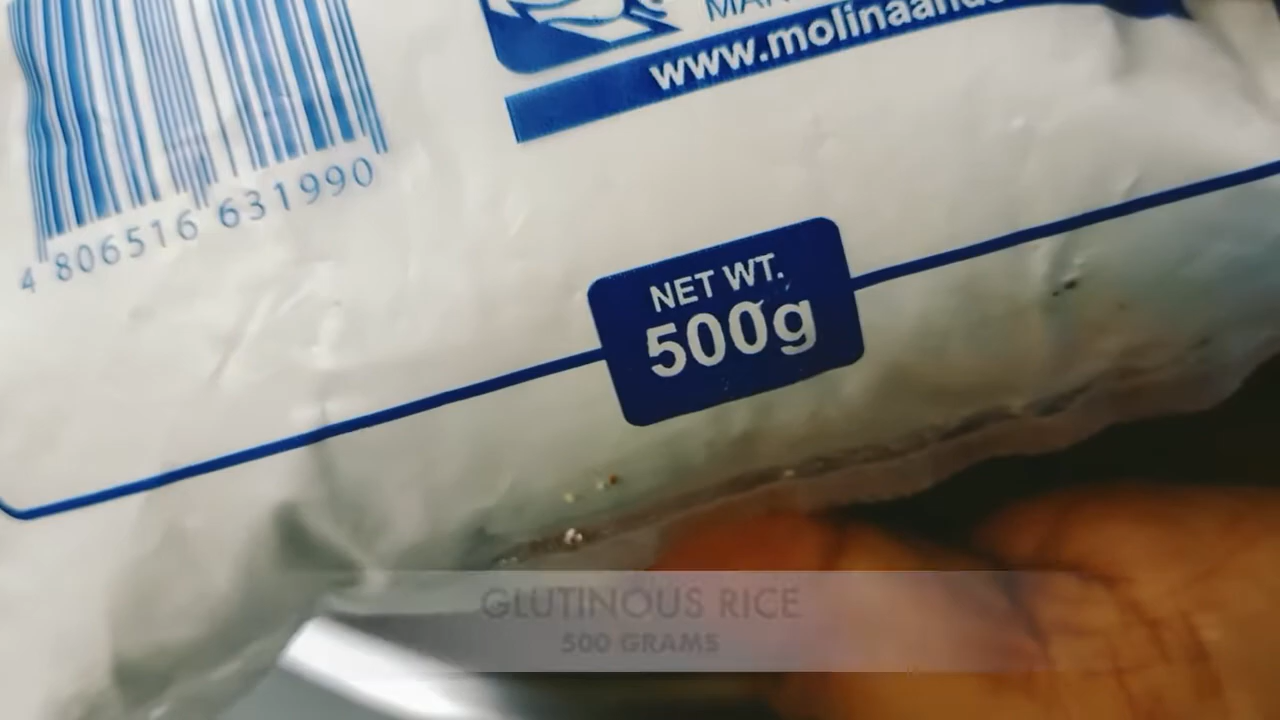 4 806516 631990
www.molinaand
NET WT.
500g
GLUTINOUS RICE
500 GRAMS